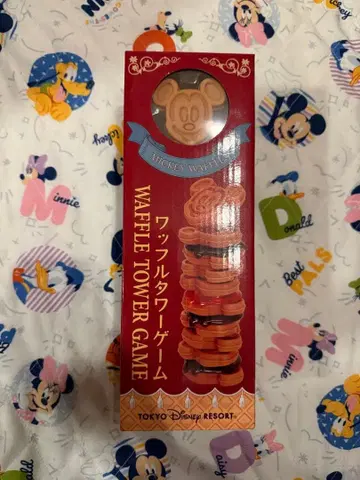 MICKEY WAFFLE
ワッフルタワーゲーム
WAFFLE TOWER GAME
TOKYO Disney RESORT
Mickey
Minnie
Donald
Best PALS
Daisy